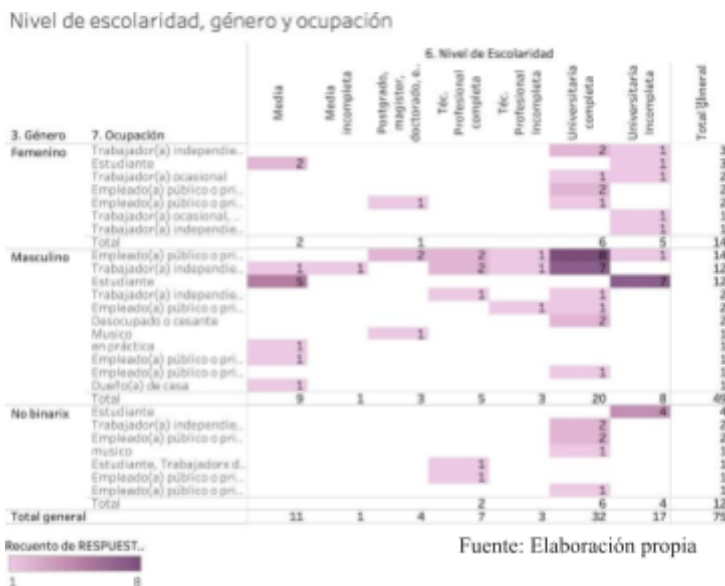 Nivel de escolaridad, género y ocupación
6. Nivel de Escolaridad
3. Género 7. Ocupación Media Media incompleta Postgrado, magister, doctorado, e.. Téc. Profesional completa Téc. Profesional incompleta Universitaria completa Universitaria Incompleta Total general
Femenino Trabajador(a) independie.. 2 1 3
Estudiante 2 1 3
Trabajador(a) ocasional 1 1 2
Empleado(a) público o pri.. 2 2
Empleado(a) público o pri.. 1 1 2
Trabajador(a) ocasional, .. 1 1
Trabajador(a) independie.. 1 1
Total 2 1 6 5 14
Masculino Empleado(a) público o pri.. 2 2 1 8 1 14
Trabajador(a) independie.. 1 1 2 1 7 12
Estudiante 5 7 12
Trabajador(a) independie.. 1 1 2
Empleado(a) público o pri.. 1 1 2
Desocupado o cesante 2 2
Musico 1 1
en práctica 1 1
Empleado(a) público o pri.. 1 1
Empleado(a) público o pri.. 1 1
Dueño(a) de casa 1 1
Total 9 1 3 5 3 20 8 49
No binarix Estudiante 4 4
Trabajador(a) independie.. 2 2
Empleado(a) público o pri.. 2 2
musico 1 1
Estudiante, Trabajadorx d.. 1 1
Empleado(a) público o pri.. 1 1
Empleado(a) público o pri.. 1 1
Total 2 6 4 12
Total general 11 1 4 7 3 32 17 75
Recuento de RESPUEST..
1 8
Fuente: Elaboración propia